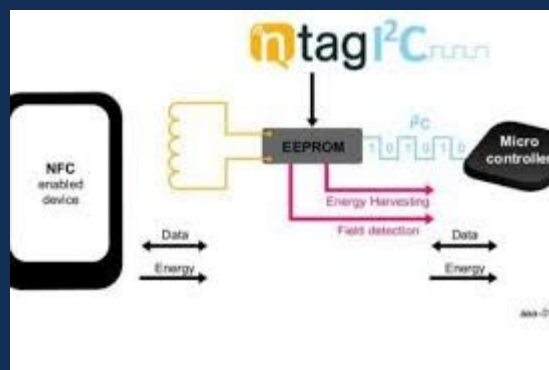 ntag I²C
I²C
EEPROM
1 0 1 0 1 0
Micro
controller
NFC
enabled
device
Energy Harvesting
Field detection
Data
Energy
Data
Energy